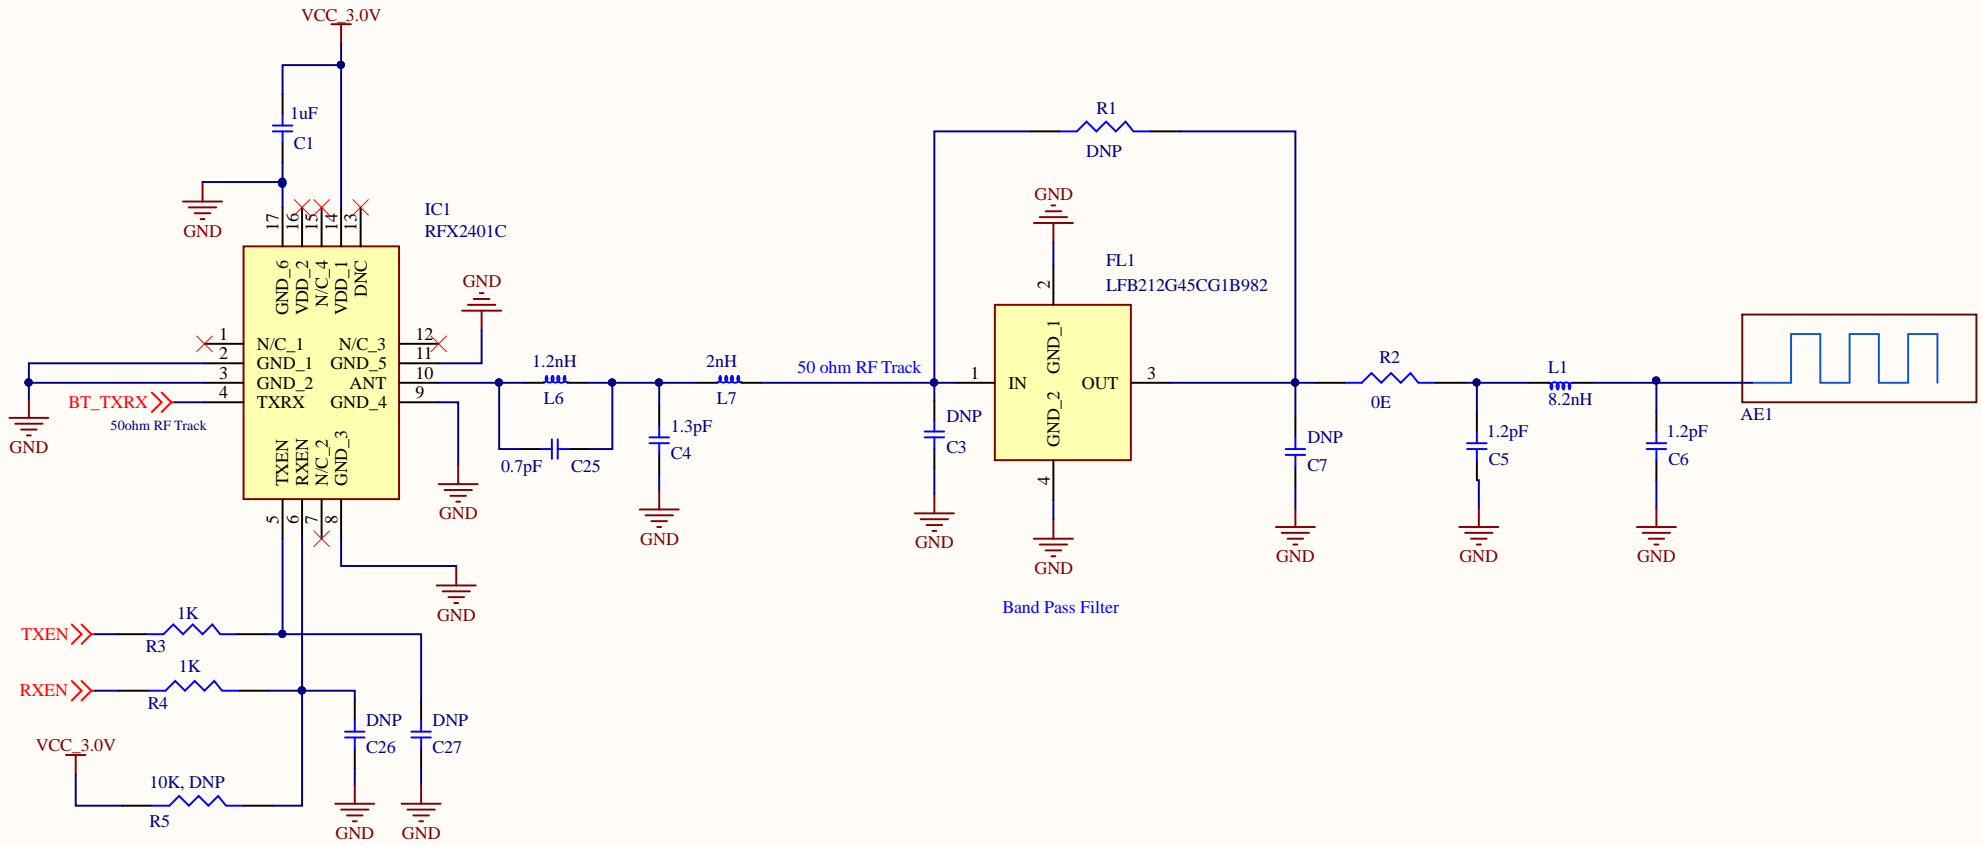 VCC_3.0V
1uF
C1
GND
17
16
15
14
13
IC1
RFX2401C
GND_6
VDD_2
N/C_4
VDD_1
DNC
1
N/C_1
2
GND_1
3
GND_2
4
TXRX
12
N/C_3
11
GND_5
10
ANT
9
GND_4
TXEN
RXEN
N/C_2
GND_3
5
6
7
8
GND
BT_TXRX
50ohm RF Track
GND
GND
GND
1.2nH
L6
0.7pF
C25
2nH
L7
1.3pF
C4
GND
50 ohm RF Track
R1
DNP
GND
FL1
LFB212G45CG1B982
2
GND_1
1
IN
OUT
3
GND_2
4
GND
Band Pass Filter
DNP
C3
GND
DNP
C7
GND
R2
0E
L1
8.2nH
1.2pF
C5
GND
1.2pF
C6
GND
AE1
TXEN
1K
R3
RXEN
1K
R4
VCC_3.0V
10K, DNP
R5
DNP
C26
GND
DNP
C27
GND